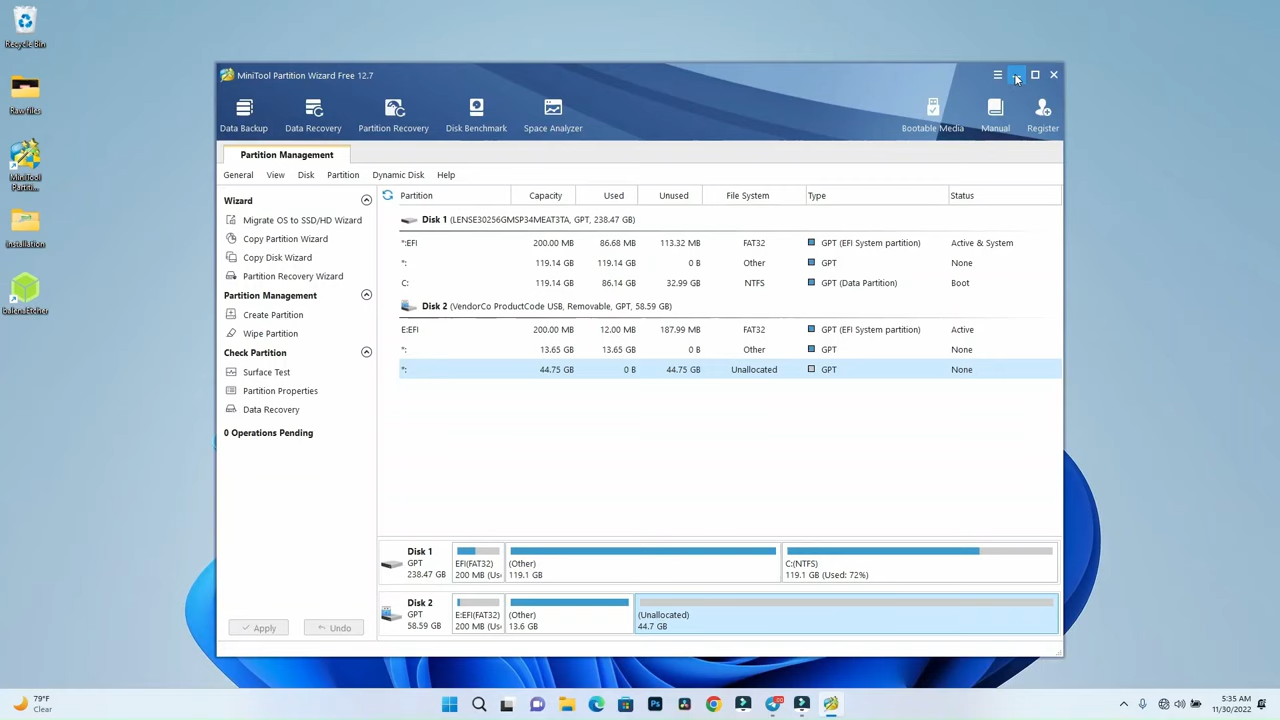 Recycle Bin
Raw files
MiniTool
Partiti...
installation
balenaEtcher
MiniTool Partition Wizard Free 12.7
Data Backup
Data Recovery
Partition Recovery
Disk Benchmark
Space Analyzer
Bootable Media
Manual
Register
Partition Management
General View Disk Partition Dynamic Disk Help
Wizard
Migrate OS to SSD/HD Wizard
Copy Partition Wizard
Copy Disk Wizard
Partition Recovery Wizard
Partition Management
Create Partition
Wipe Partition
Check Partition
Surface Test
Partition Properties
Data Recovery
0 Operations Pending
Apply
Undo
Partition Capacity Used Unused File System Type Status
Disk 1 (LENSE30256GMSP34MEAT3TA, GPT, 238.47 GB)
*:EFI 200.00 MB 86.68 MB 113.32 MB FAT32 GPT (EFI System partition) Active & System
*: 119.14 GB 119.14 GB 0 B Other GPT None
C: 119.14 GB 86.14 GB 32.99 GB NTFS GPT (Data Partition) Boot
Disk 2 (VendorCo ProductCode USB, Removable, GPT, 58.59 GB)
E:EFI 200.00 MB 12.00 MB 187.99 MB FAT32 GPT (EFI System partition) Active
*: 13.65 GB 13.65 GB 0 B Other GPT None
*: 44.75 GB 0 B 44.75 GB Unallocated GPT None
Disk 1
GPT
238.47 GB
EFI(FAT32)
200 MB (Us‹
(Other)
119.1 GB
C:(NTFS)
119.1 GB (Used: 72%)
Disk 2
GPT
58.59 GB
E:EFI(FAT32)
200 MB (Us‹
(Other)
13.6 GB
(Unallocated)
44.7 GB
79°F
Clear
5:35 AM
11/30/2022